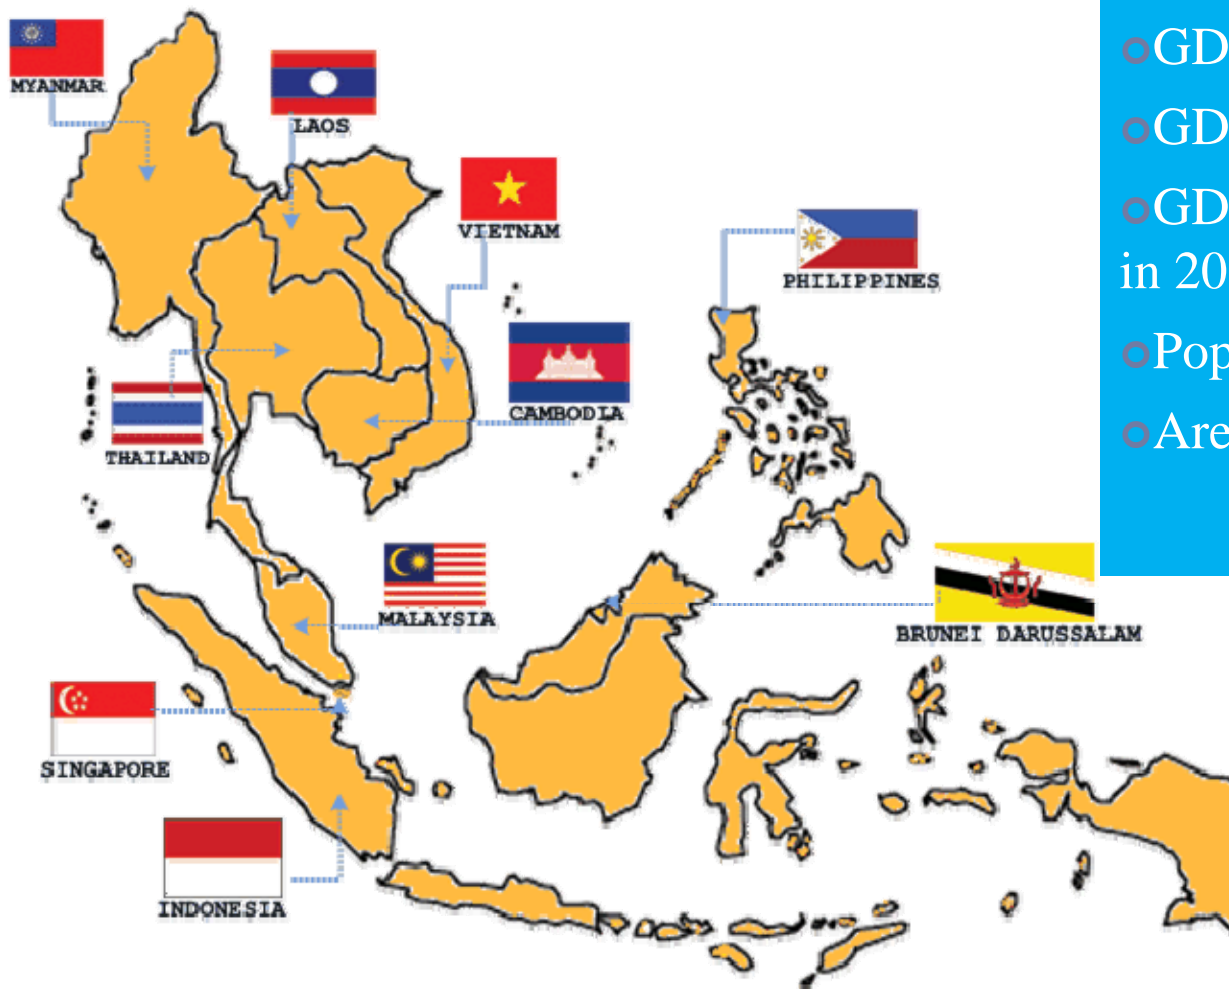 MYANMAR
LAOS
VIETNAM
PHILIPPINES
CAMBODIA
THAILAND
MALAYSIA
BRUNEI DARUSSALAM
SINGAPORE
INDONESIA
GD
GD
GD
in 20
Pop
Are